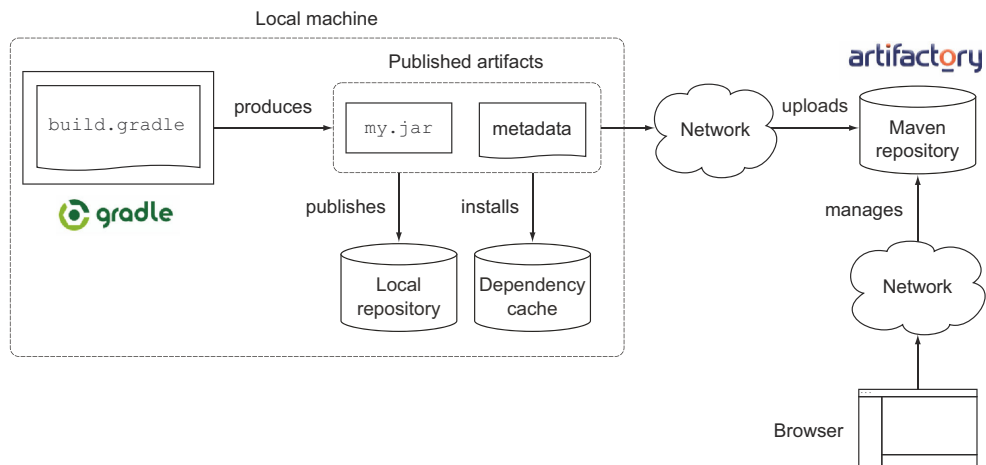 Local machine
Published artifacts
artifactory
build.gradle
produces
my.jar
metadata
Network
uploads
Maven
repository
gradle
publishes
installs
manages
Local
repository
Dependency
cache
Network
Browser